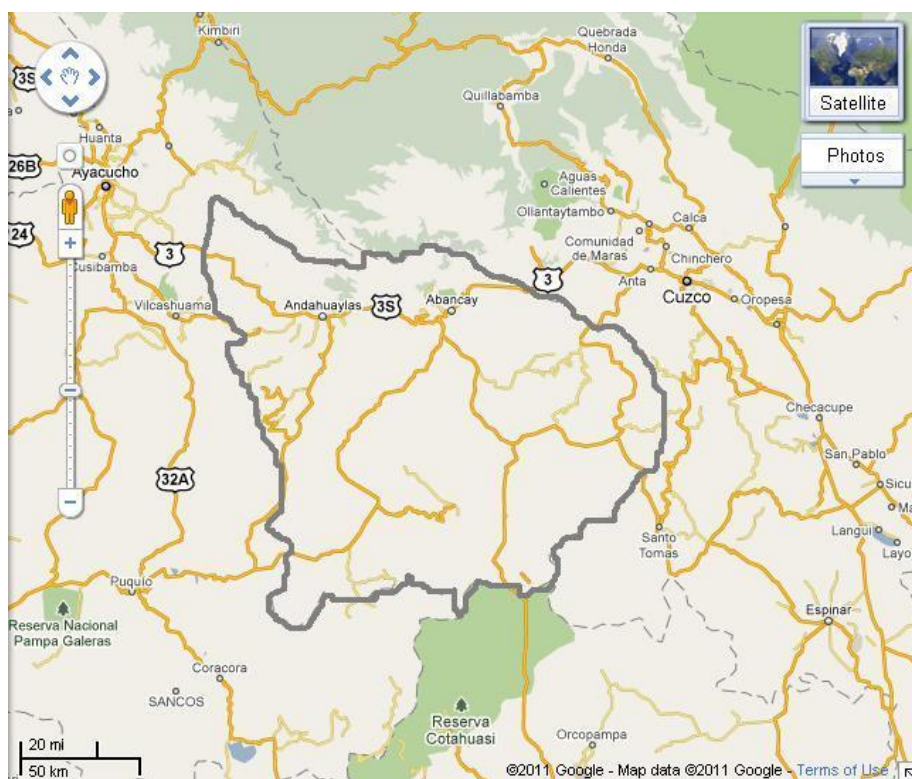 Kimbiri
Quebrada
Honda
3S
Quillabamba
Satellite
Huanta
Photos
26B
Ayacucho
Aguas
Calientes
Ollantaytambo
Calca
24
Comunidad
de Maras
Chinchero
3
Cusibamba
3
Anta
Cuzco
Oropesa
Vilcashuama
Andahuaylas
3S
Abancay
Checacupe
San Pablo
32A
Sicu
Ma
Santo
Tomas
Langui
Layo
Puquio
Reserva Nacional
Pampa Galeras
Espinar
Coracora
SANCOS
Reserva
Cotahuasi
Orcopampa
20 mi
50 km
©2011 Google - Map data ©2011 Google - Terms of Use